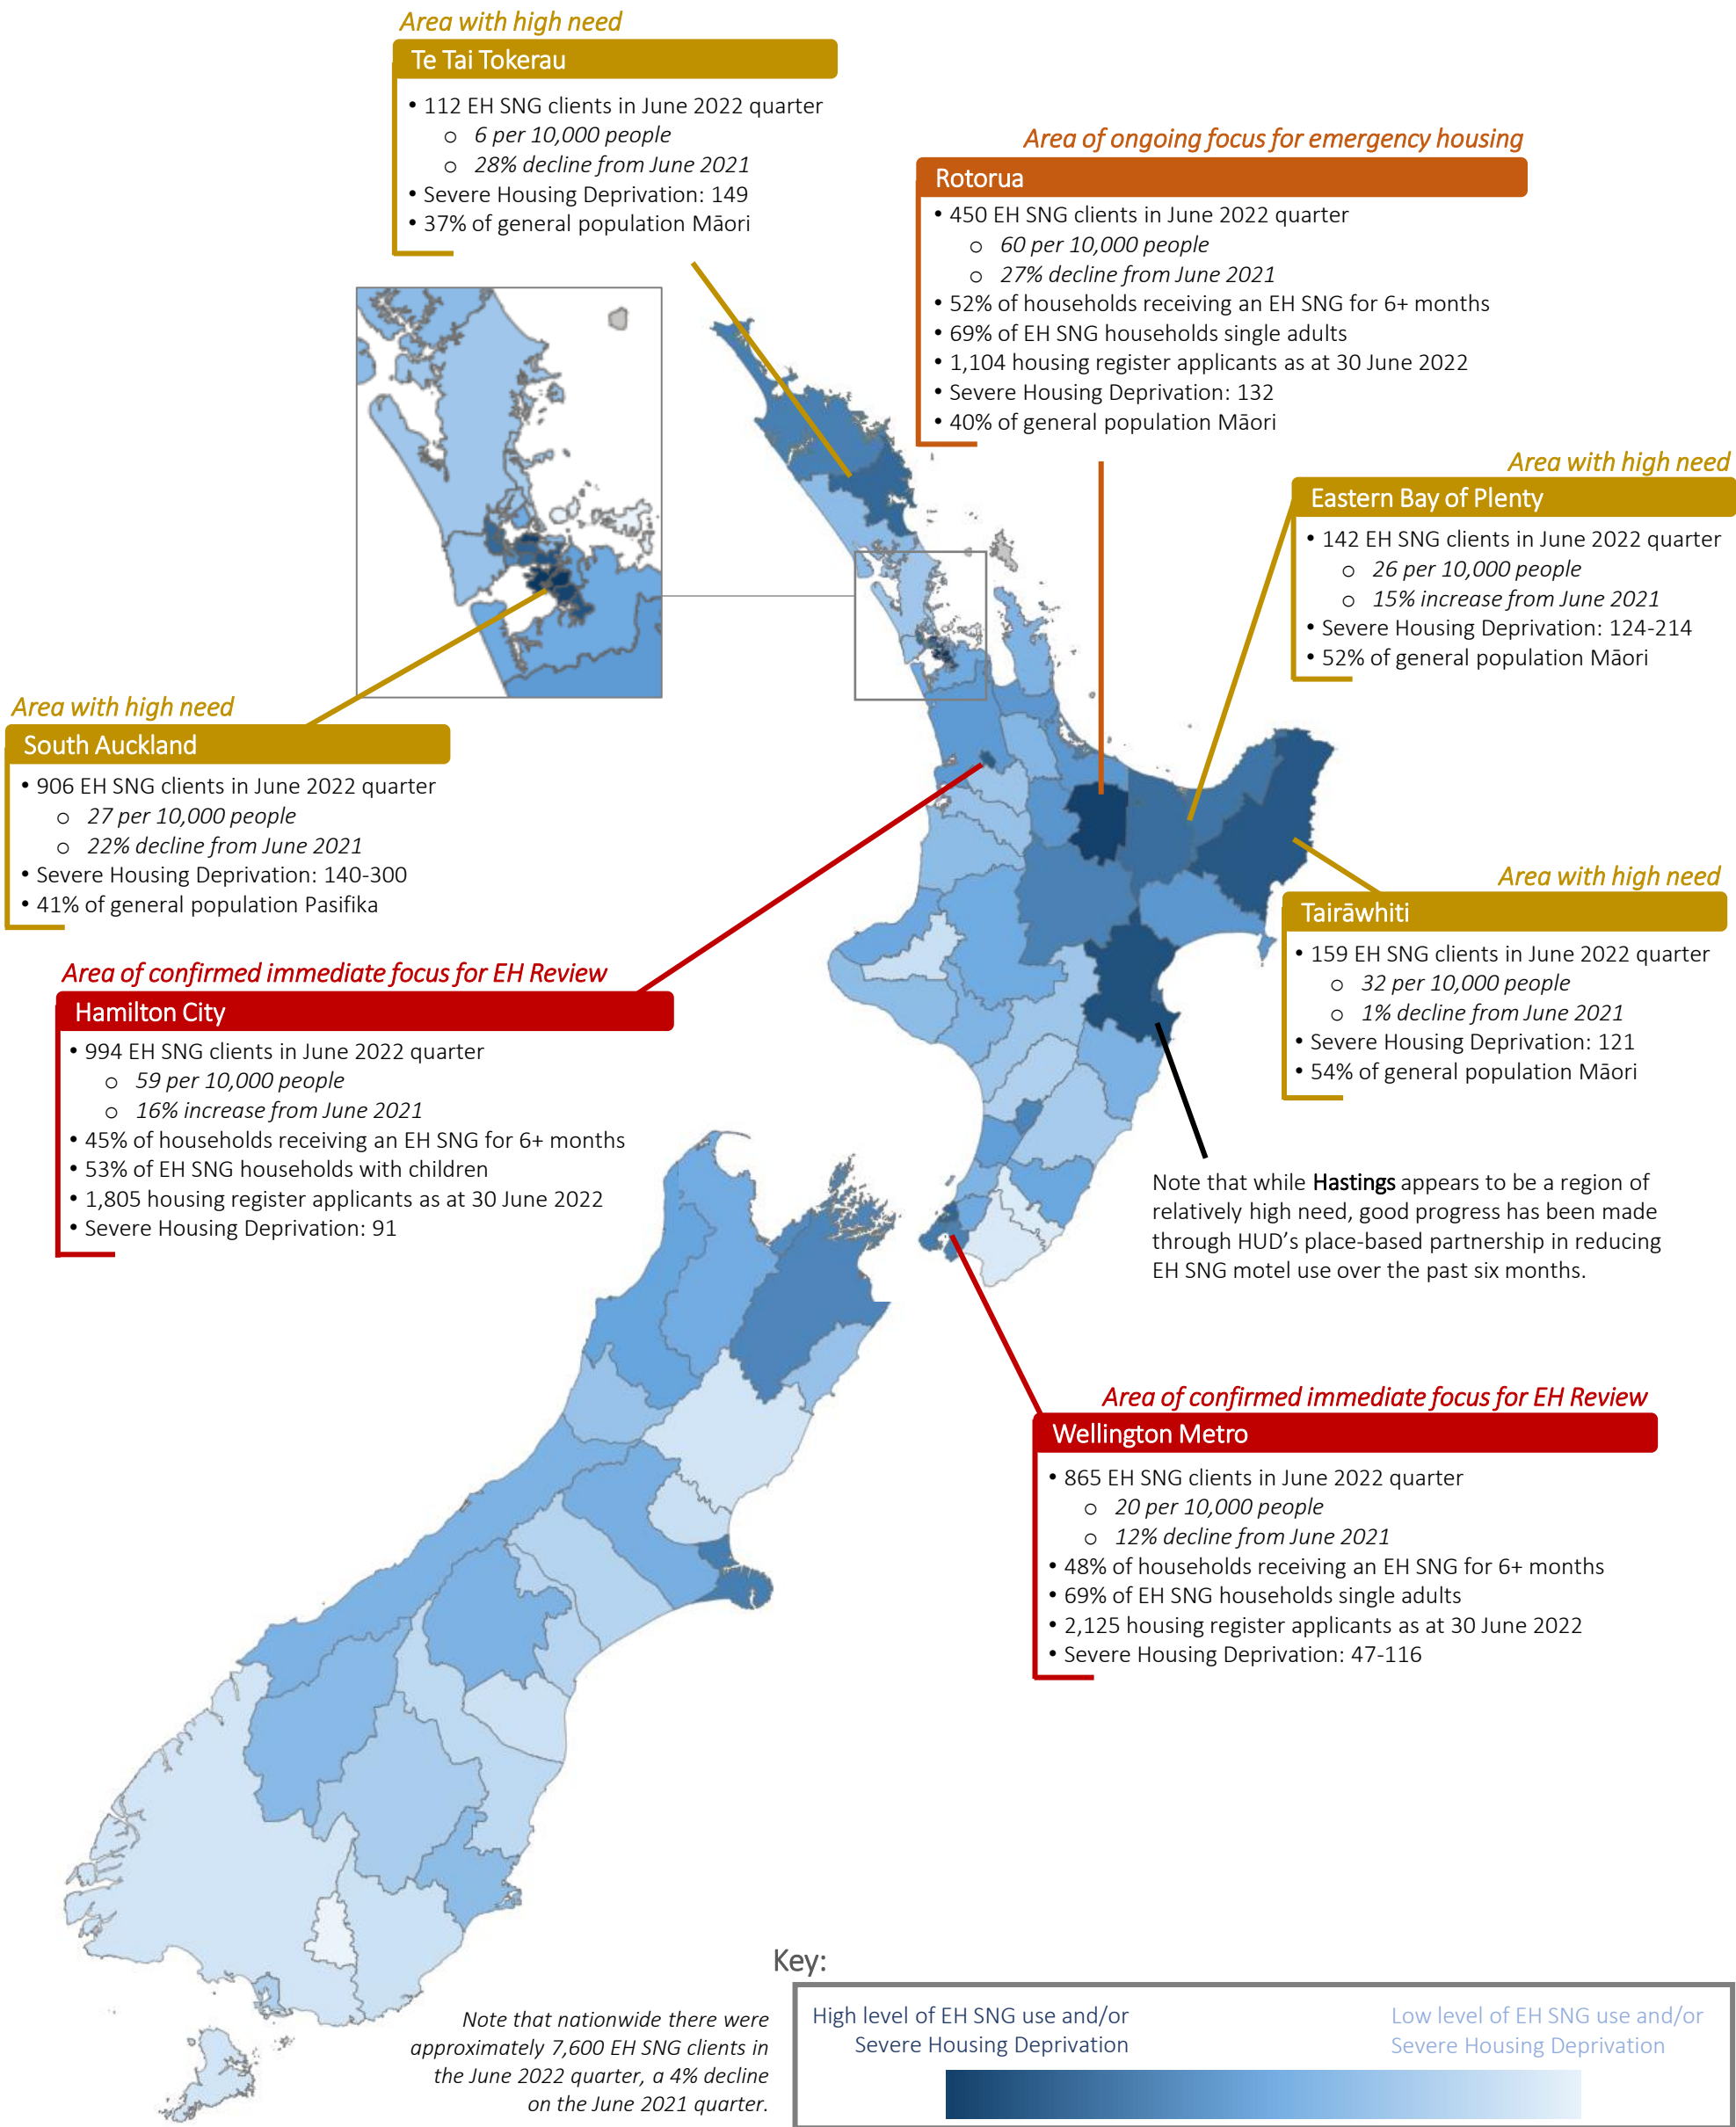 Area with high need
Te Tai Tokerau
• 112 EH SNG clients in June 2022 quarter
o 6 per 10,000 people
o 28% decline from June 2021
• Severe Housing Deprivation: 149
• 37% of general population Māori
Area of ongoing focus for emergency housing
Rotorua
• 450 EH SNG clients in June 2022 quarter
o 60 per 10,000 people
o 27% decline from June 2021
• 52% of households receiving an EH SNG for 6+ months
• 69% of EH SNG households single adults
• 1,104 housing register applicants as at 30 June 2022
• Severe Housing Deprivation: 132
• 40% of general population Māori
Area with high need
Eastern Bay of Plenty
• 142 EH SNG clients in June 2022 quarter
o 26 per 10,000 people
o 15% increase from June 2021
• Severe Housing Deprivation: 124-214
• 52% of general population Māori
Area with high need
South Auckland
• 906 EH SNG clients in June 2022 quarter
o 27 per 10,000 people
o 22% decline from June 2021
• Severe Housing Deprivation: 140-300
• 41% of general population Pasifika
Area with high need
Tairāwhiti
• 159 EH SNG clients in June 2022 quarter
o 32 per 10,000 people
o 1% decline from June 2021
• Severe Housing Deprivation: 121
• 54% of general population Māori
Area of confirmed immediate focus for EH Review
Hamilton City
• 994 EH SNG clients in June 2022 quarter
o 59 per 10,000 people
o 16% increase from June 2021
• 45% of households receiving an EH SNG for 6+ months
• 53% of EH SNG households with children
• 1,805 housing register applicants as at 30 June 2022
• Severe Housing Deprivation: 91
Note that while Hastings appears to be a region of
relatively high need, good progress has been made
through HUD's place-based partnership in reducing
EH SNG motel use over the past six months.
Area of confirmed immediate focus for EH Review
Wellington Metro
• 865 EH SNG clients in June 2022 quarter
o 20 per 10,000 people
o 12% decline from June 2021
• 48% of households receiving an EH SNG for 6+ months
• 69% of EH SNG households single adults
• 2,125 housing register applicants as at 30 June 2022
• Severe Housing Deprivation: 47-116
Note that nationwide there were
approximately 7,600 EH SNG clients in
the June 2022 quarter, a 4% decline
on the June 2021 quarter.
Key:
High level of EH SNG use and/or
Severe Housing Deprivation
Low level of EH SNG use and/or
Severe Housing Deprivation